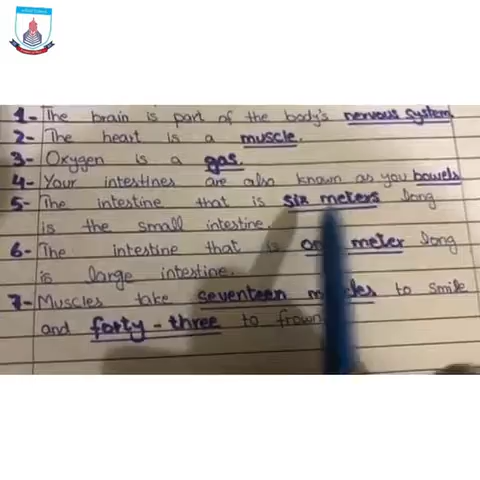 1- The brain is part of the body's nervous system
2- The heart is a muscle.
3- Oxygen is a gas.
4- Your intestines are also known as you bowels
5- The intestine that is six meters long
is the small intestine.
6- The intestine that is meter long
is large intestine.
7- Muscles take seventeen to smile
and forty-three to frown